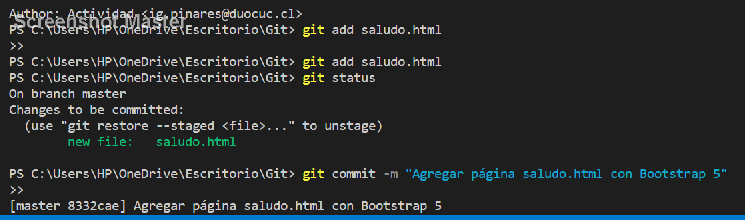 Author: Actividad <ig.pinares@duocuc.cl>
Screenshot Master
PS C:\Users\HP\OneDrive\Escritorio\Git> git add saludo.html
>>
PS C:\Users\HP\OneDrive\Escritorio\Git> git add saludo.html
PS C:\Users\HP\OneDrive\Escritorio\Git> git status
On branch master
Changes to be committed:
  (use "git restore --staged <file>..." to unstage)
        new file:   saludo.html

PS C:\Users\HP\OneDrive\Escritorio\Git> git commit -m "Agregar página saludo.html con Bootstrap 5"
>>
[master 8332cae] Agregar página saludo.html con Bootstrap 5